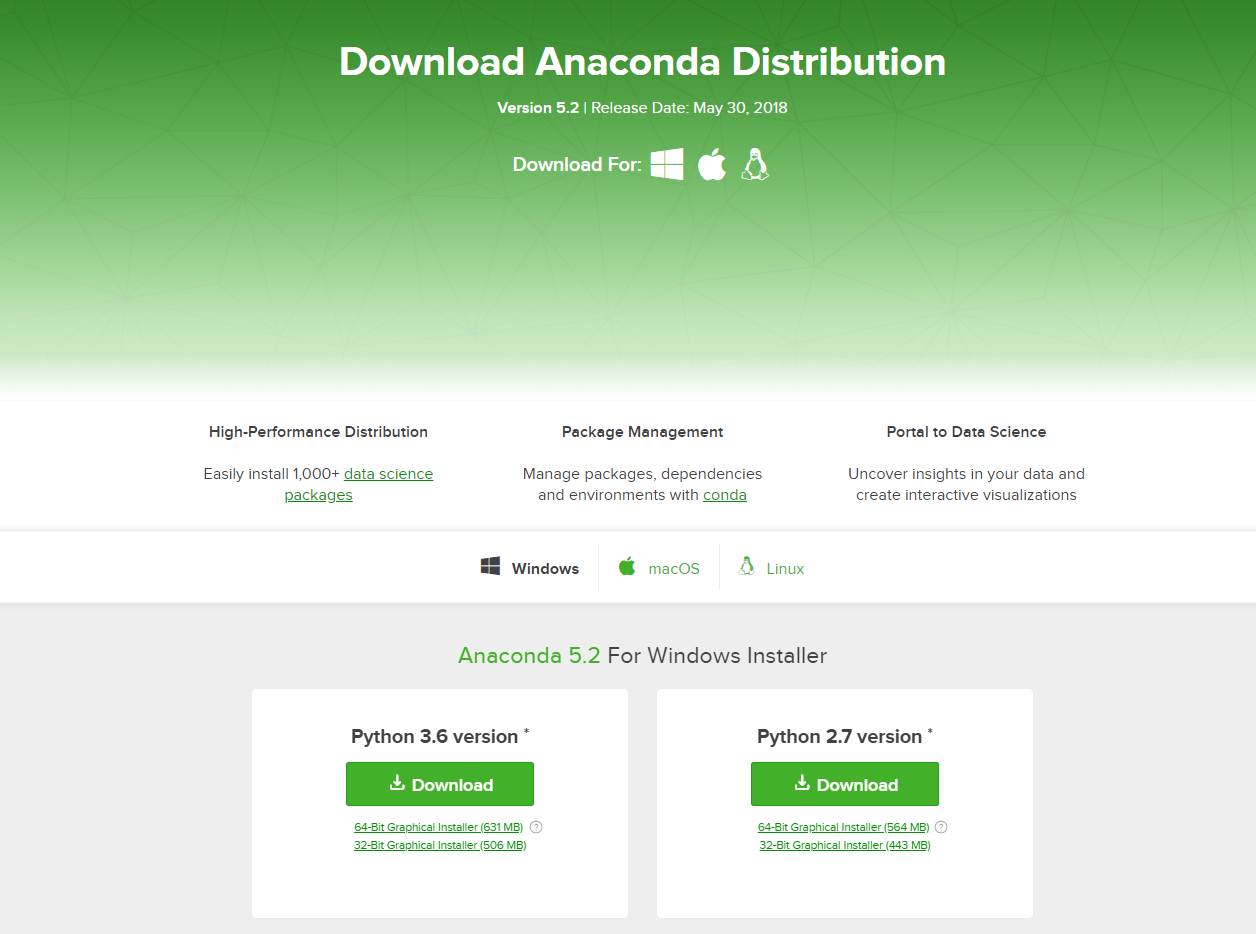 Download Anaconda Distribution
Version 5.2 | Release Date: May 30, 2018
Download For:
High-Performance Distribution
Easily install 1,000+ data science
packages
Package Management
Manage packages, dependencies
and environments with conda
Portal to Data Science
Uncover insights in your data and
create interactive visualizations
Windows
macOS
Linux
Anaconda 5.2 For Windows Installer
Python 3.6 version *
Download
64-Bit Graphical Installer (631 MB) ?
32-Bit Graphical Installer (506 MB)
Python 2.7 version *
Download
64-Bit Graphical Installer (564 MB) ?
32-Bit Graphical Installer (443 MB)